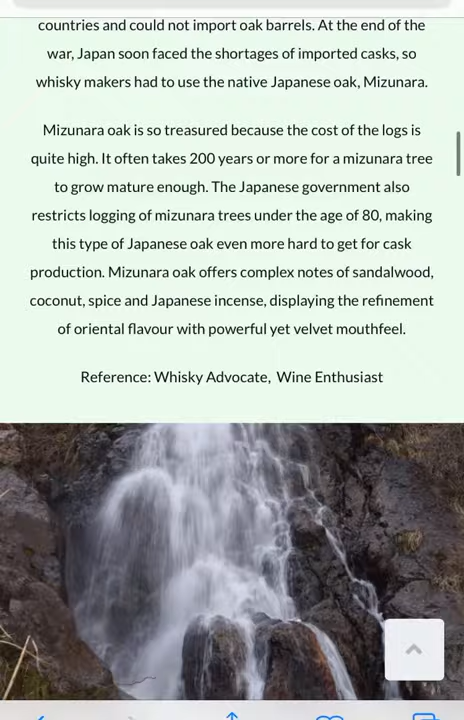 countries and could not import oak barrels. At the end of the
war, Japan soon faced the shortages of imported casks, so
whisky makers had to use the native Japanese oak, Mizunara.
Mizunara oak is so treasured because the cost of the logs is
quite high. It often takes 200 years or more for a mizunara tree
to grow mature enough. The Japanese government also
restricts logging of mizunara trees under the age of 80, making
this type of Japanese oak even more hard to get for cask
production. Mizunara oak offers complex notes of sandalwood,
coconut, spice and Japanese incense, displaying the refinement
of oriental flavour with powerful yet velvet mouthfeel.
Reference: Whisky Advocate, Wine Enthusiast